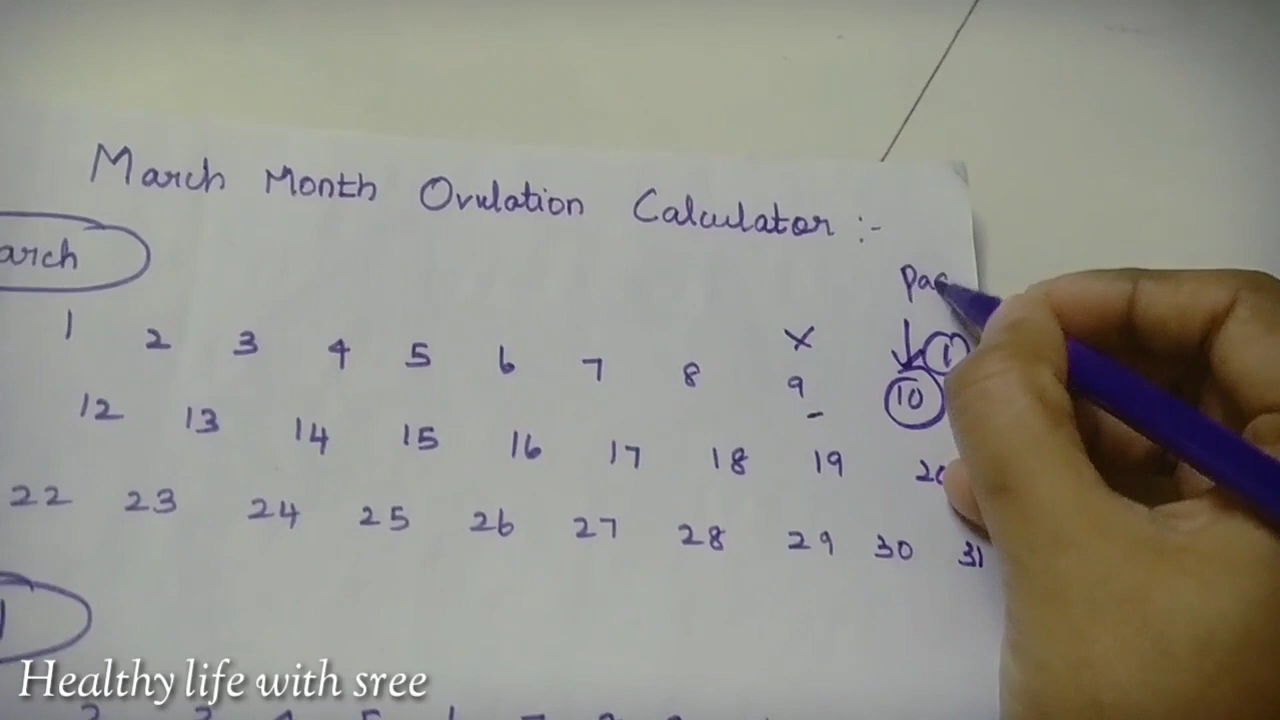 March Month Ovulation Calculator :-
arch
Pac
x
1 2 3 4 5 6 7 8 9 10 1
12 13 14 15 16 17 18 19 20
22 23 24 25 26 27 28 29 30 31
Healthy life with sree